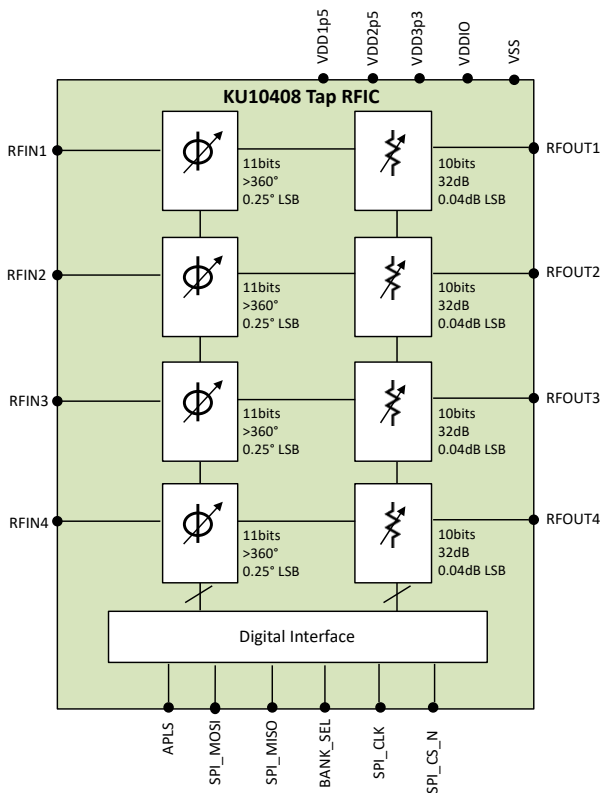 VDD1p5
VDD2p5
VDD3p3
VDDIO
VSS
KU10408 Tap RFIC
RFIN1
11bits
>360°
0.25° LSB
10bits
32dB
0.04dB LSB
RFOUT1
RFIN2
11bits
>360°
0.25° LSB
10bits
32dB
0.04dB LSB
RFOUT2
RFIN3
11bits
>360°
0.25° LSB
10bits
32dB
0.04dB LSB
RFOUT3
RFIN4
11bits
>360°
0.25° LSB
10bits
32dB
0.04dB LSB
RFOUT4
Digital Interface
APLS
SPI_MOSI
SPI_MISO
BANK_SEL
SPI_CLK
SPI_CS_N